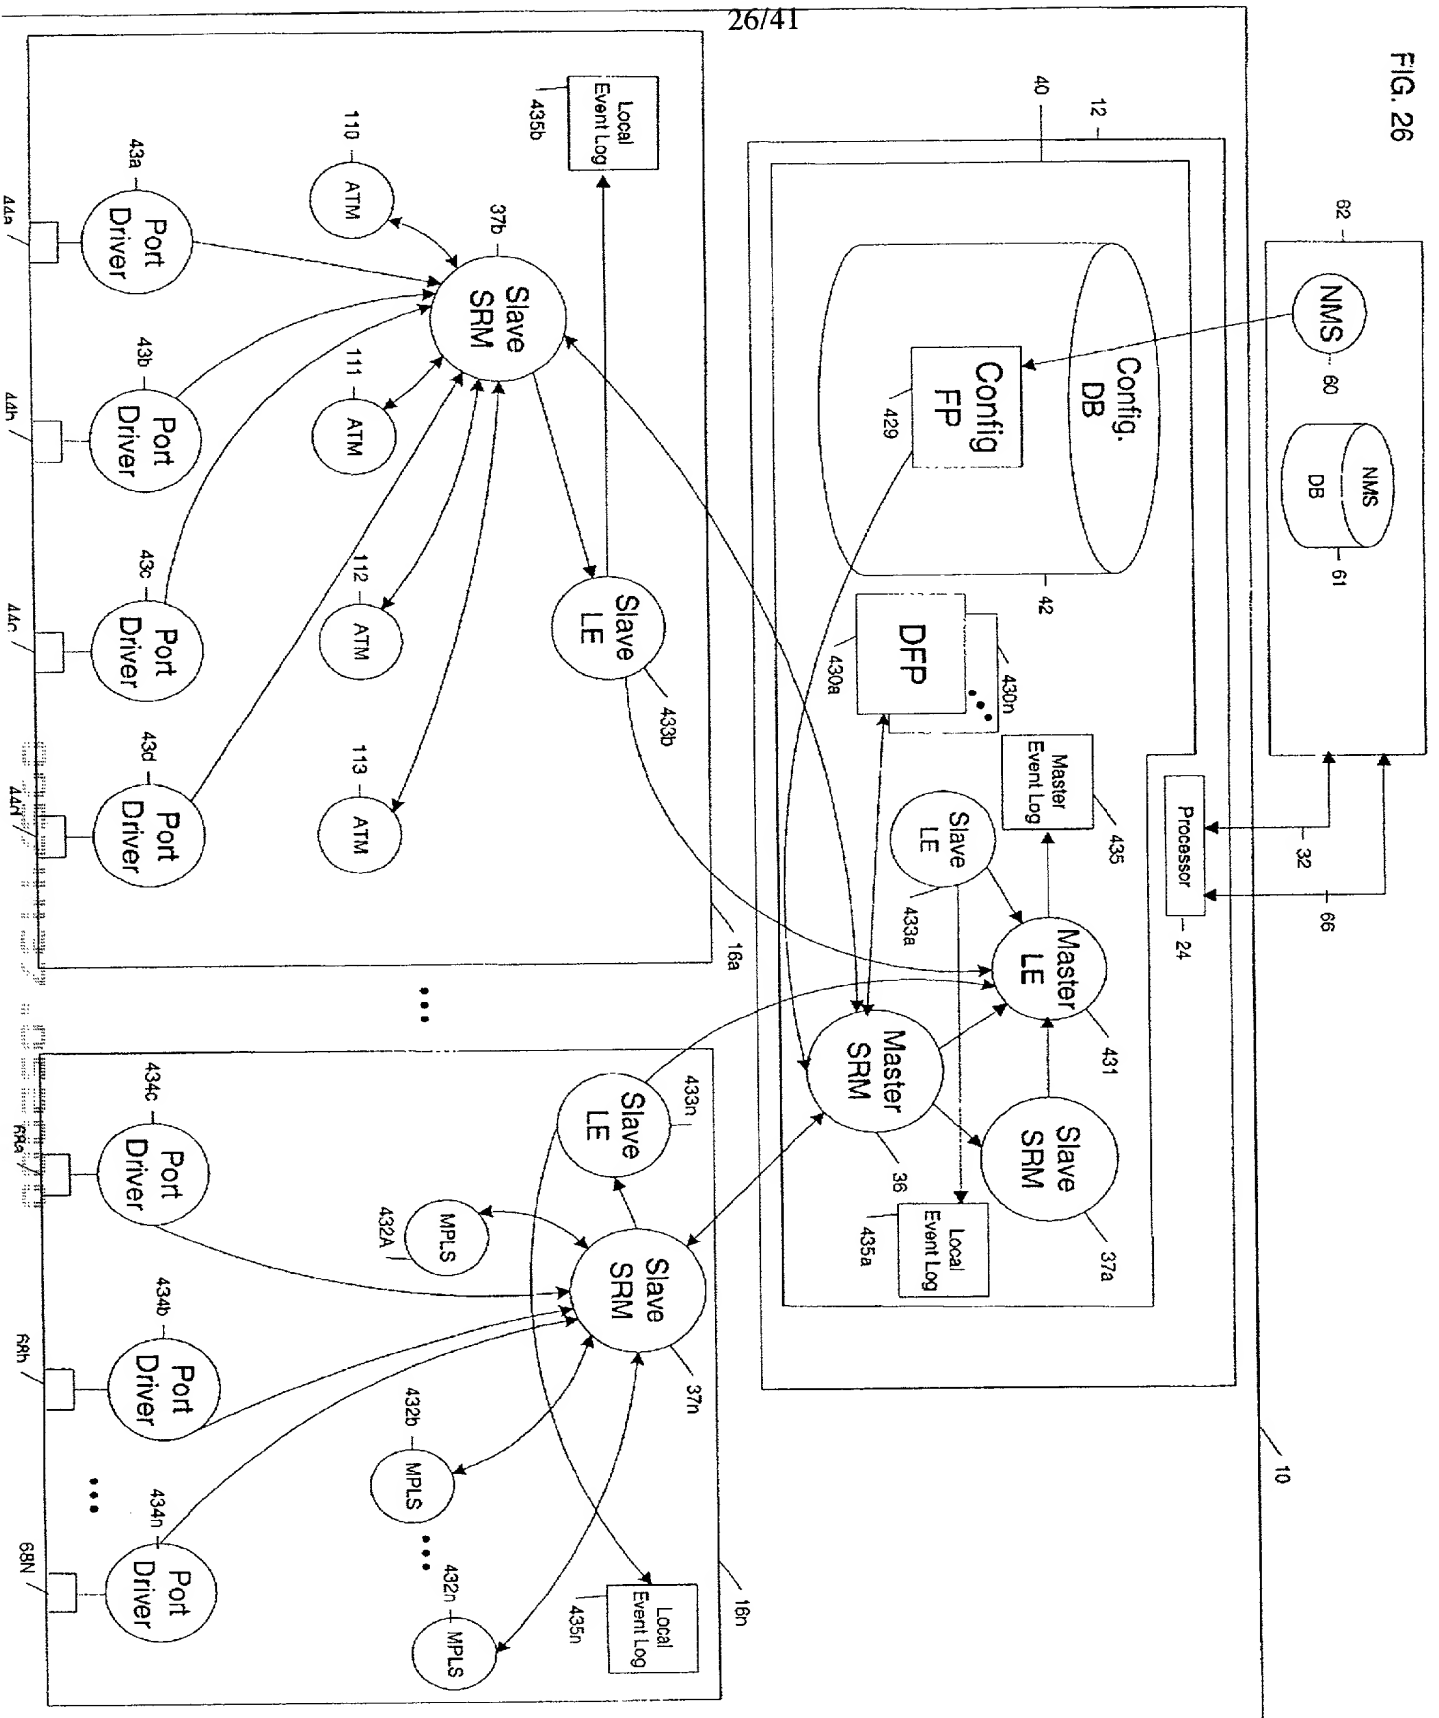 26/41
FIG. 26
62
NMS
60
NMS
DB
61
32
66
10
12
40
Config.
DB
42
Config
FP
429
DFP
430a
430n
Processor
24
Master
Event Log
435
Slave
LE
433a
Master
LE
431
Master
SRM
36
Slave
SRM
37a
Local
Event Log
435a
16a
Local
Event Log
435b
Slave
SRM
37b
Slave
LE
433b
110
ATM
111
ATM
112
ATM
113
ATM
43a
Port
Driver
44a
43b
Port
Driver
44b
43c
Port
Driver
44c
43d
Port
Driver
44d
16n
Slave
LE
433n
Slave
SRM
37n
Local
Event Log
435n
MPLS
432A
432b
MPLS
432n
MPLS
434c
Port
Driver
68a
434b
Port
Driver
68b
434n
Port
Driver
68N